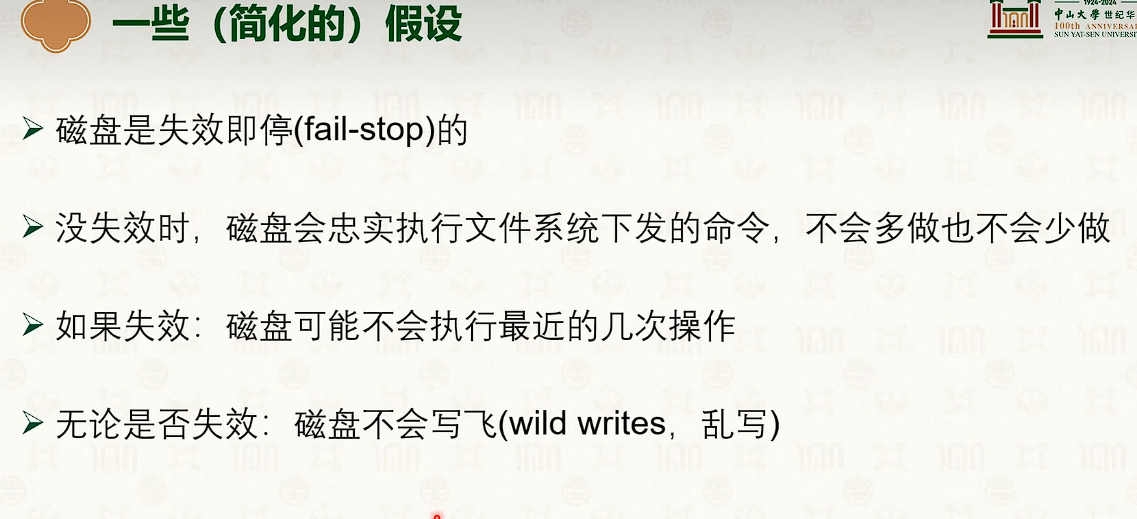 一些（简化的）假设
1924-2024
中山大學 世纪华
100th ANNIVERSA
SUN YAT-SEN UNIVERSI
磁盘是失效即停(fail-stop)的
没失效时，磁盘会忠实执行文件系统下发的命令，不会多做也不会少做
如果失效：磁盘可能不会执行最近的几次操作
无论是否失效：磁盘不会写飞(wild writes，乱写)